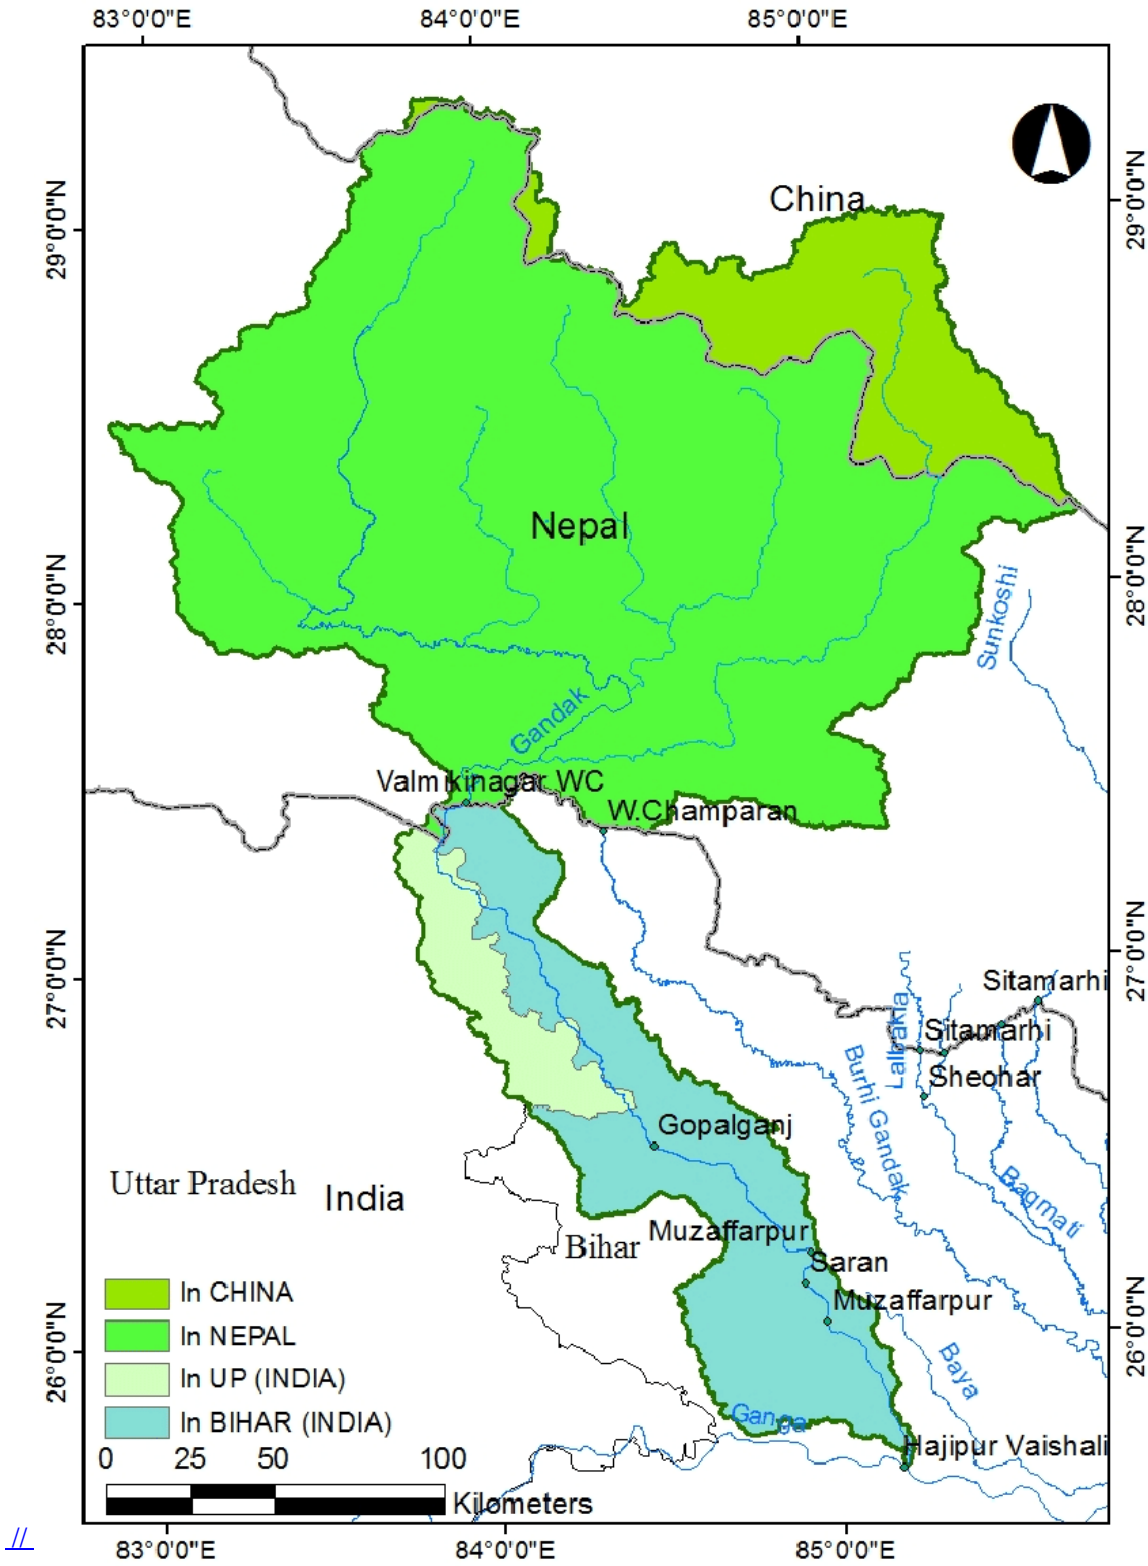 83°0'0"E 84°0'0"E 85°0'0"E
29°0'0"N
29°0'0"N
China
Nepal
28°0'0"N
28°0'0"N
Sunkoshi
Gandak
Valmikinagar WC
W.Champaran
27°0'0"N
27°0'0"N
Sitamarhi
Sitamarhi
Lalbakia
Sheohar
Burhi Gandak
Gopalganj
Bagmati
Uttar Pradesh
India
Muzaffarpur
Bihar
Saran
Muzaffarpur
26°0'0"N
26°0'0"N
Baya
Ganga
Hajipur Vaishali
In CHINA
In NEPAL
In UP (INDIA)
In BIHAR (INDIA)
0 25 50 100
Kilometers
//
83°0'0"E 84°0'0"E 85°0'0"E